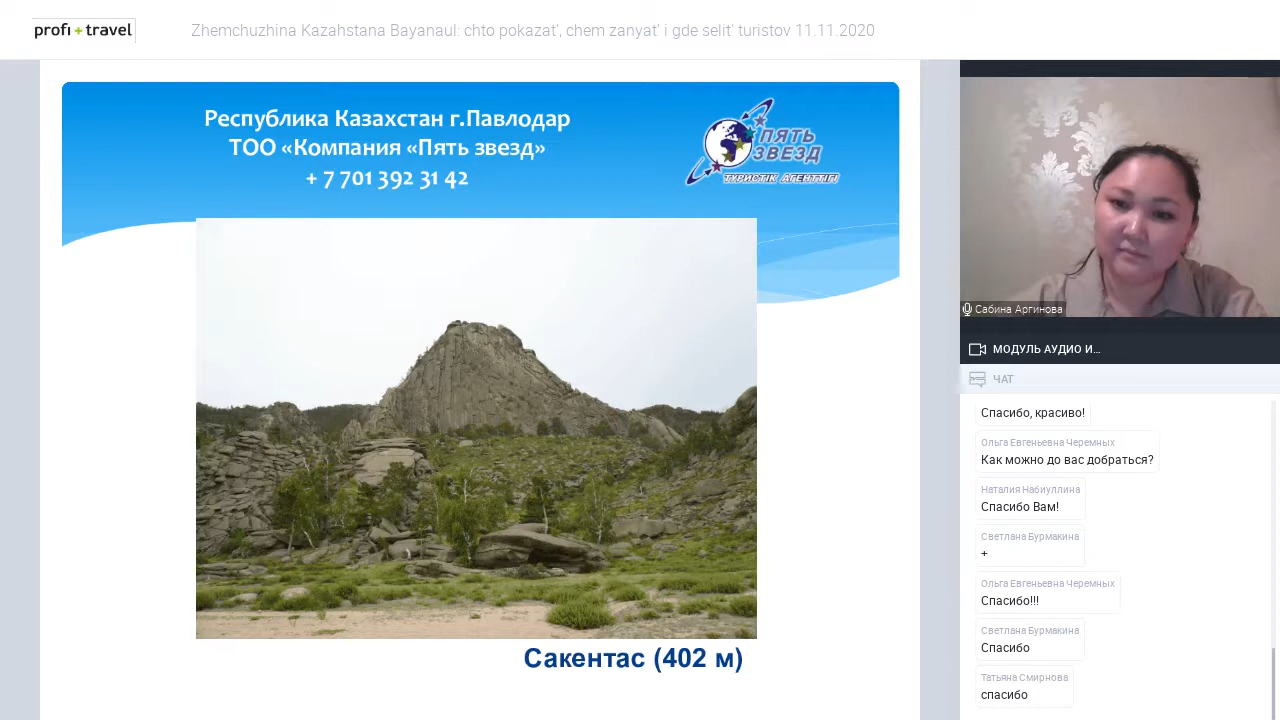 profi + travel
Zhemchuzhina Kazahstana Bayanaul: chto pokazat', chem zanyat' i gde selit' turistov 11.11.2020
Республика Казахстан г.Павлодар
ТОО «Компания «Пять звезд»
+ 7 701 392 31 42
ПЯТЬ
ЗВЕЗД
ТУРИСТІК АГЕНТТІГІ
Сакентас (402 м)
Сабина Аргинова
МОДУЛЬ АУДИО И...
ЧАТ
Спасибо, красиво!
Ольга Евгеньевна Черемных
Как можно до вас добраться?
Наталия Набиуллина
Спасибо Вам!
Светлана Бурмакина
+
Ольга Евгеньевна Черемных
Спасибо!!!
Светлана Бурмакина
Спасибо
Татьяна Смирнова
спасибо